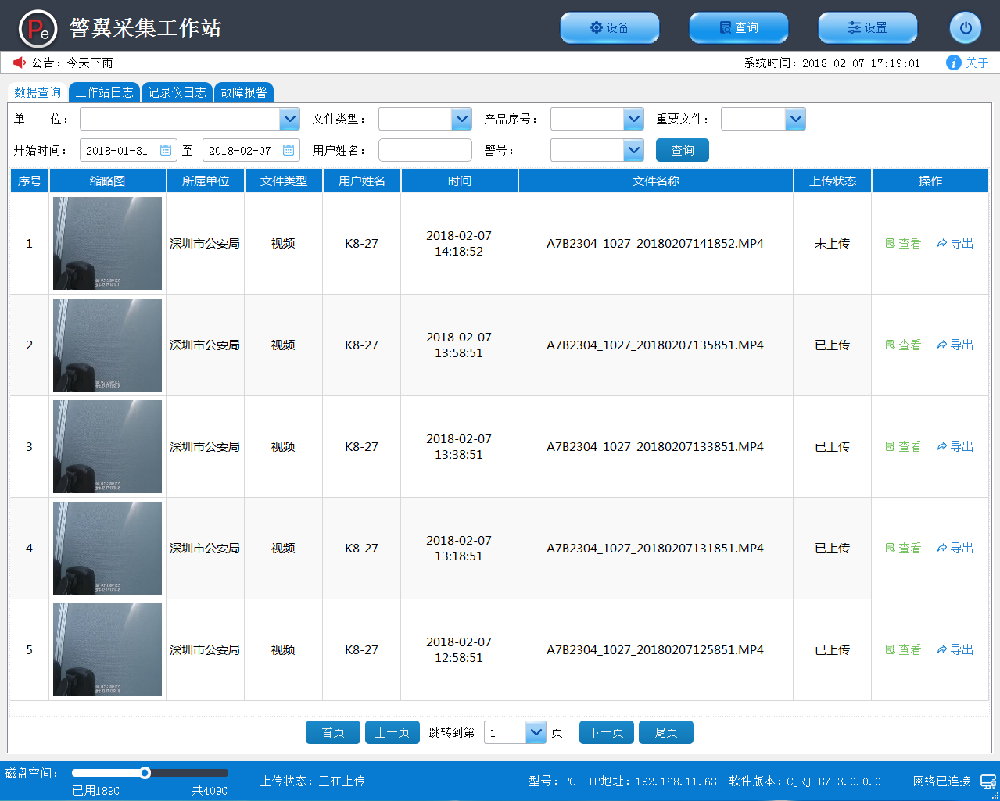 Pe 警翼采集工作站 设备 查询 设置
公告：今天下雨 系统时间：2018-02-07 17:19:01 关于
数据查询 工作站日志 记录仪日志 故障报警
单 位： 文件类型： 产品序号： 重要文件：
开始时间： 2018-01-31 至 2018-02-07 用户姓名： 警号： 查询
序号 缩略图 所属单位 文件类型 用户姓名 时间 文件名称 上传状态 操作
1 深圳市公安局 视频 K8-27 2018-02-07 14:18:52 A7B2304_1027_20180207141852.MP4 未上传 查看 导出
2 深圳市公安局 视频 K8-27 2018-02-07 13:58:51 A7B2304_1027_20180207135851.MP4 已上传 查看 导出
3 深圳市公安局 视频 K8-27 2018-02-07 13:38:51 A7B2304_1027_20180207133851.MP4 已上传 查看 导出
4 深圳市公安局 视频 K8-27 2018-02-07 13:18:51 A7B2304_1027_20180207131851.MP4 已上传 查看 导出
5 深圳市公安局 视频 K8-27 2018-02-07 12:58:51 A7B2304_1027_20180207125851.MP4 已上传 查看 导出
首页 上一页 跳转到第 1 页 下一页 尾页
磁盘空间： 已用189G 共409G 上传状态：正在上传 型号：PC IP地址：192.168.11.63 软件版本：CJRJ-BZ-3.0.0.0 网络已连接